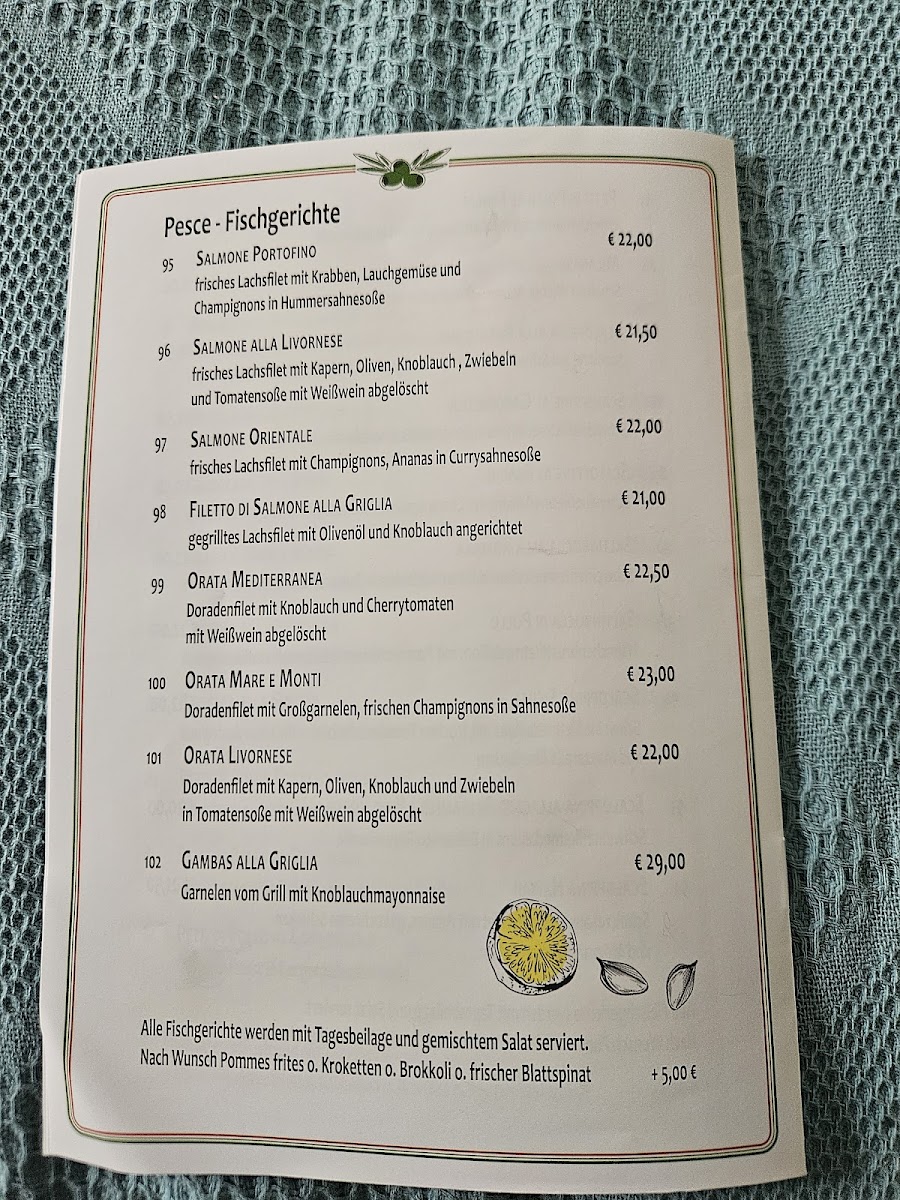 Pesce - Fischgerichte
95 SALMONE PORTOFINO € 22,00
frisches Lachsfilet mit Krabben, Lauchgemüse und
Champignons in Hummersahnesoße
96 SALMONE ALLA LIVORNESE € 21,50
frisches Lachsfilet mit Kapern, Oliven, Knoblauch , Zwiebeln
und Tomatensoße mit Weißwein abgelöscht
97 SALMONE ORIENTALE € 22,00
frisches Lachsfilet mit Champignons, Ananas in Currysahnesoße
98 FILETTO DI SALMONE ALLA GRIGLIA € 21,00
gegrilltes Lachsfilet mit Olivenöl und Knoblauch angerichtet
99 ORATA MEDITERRANEA € 22,50
Doradenfilet mit Knoblauch und Cherrytomaten
mit Weißwein abgelöscht
100 ORATA MARE E MONTI € 23,00
Doradenfilet mit Großgarnelen, frischen Champignons in Sahnesoße
101 ORATA LIVORNESE € 22,00
Doradenfilet mit Kapern, Oliven, Knoblauch und Zwiebeln
in Tomatensoße mit Weißwein abgelöscht
102 GAMBAS ALLA GRIGLIA € 29,00
Garnelen vom Grill mit Knoblauchmayonnaise
Alle Fischgerichte werden mit Tagesbeilage und gemischtem Salat serviert.
Nach Wunsch Pommes frites o. Kroketten o. Brokkoli o. frischer Blattspinat + 5,00 €